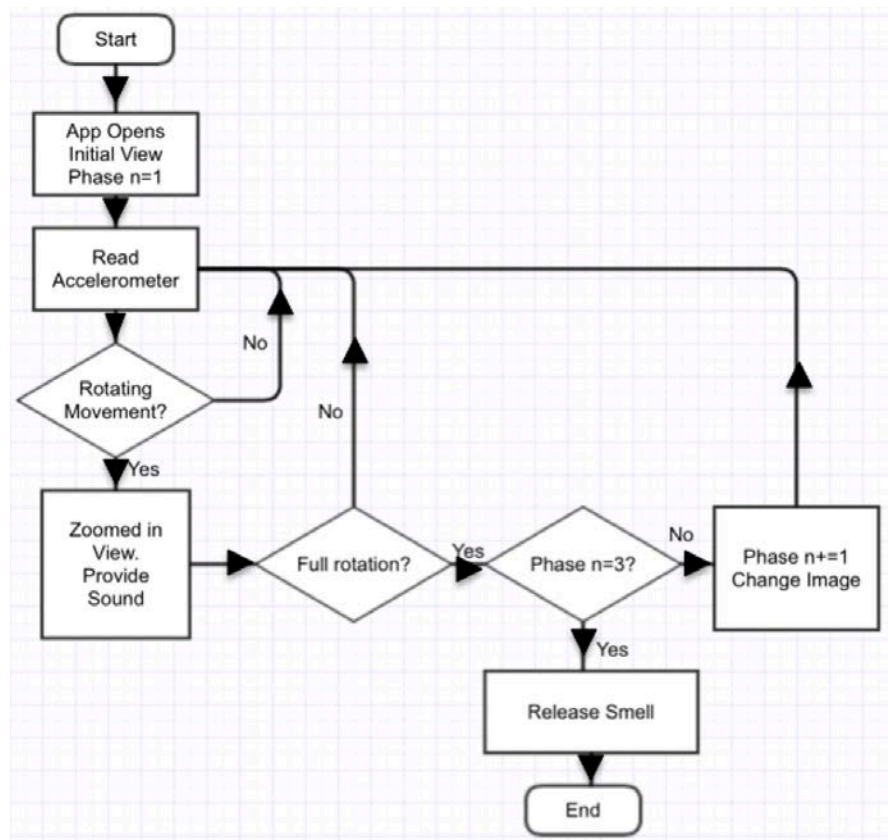 Start
App Opens
Initial View
Phase n=1
Read
Accelerometer
No
Rotating
Movement?
No
Yes
Zoomed in
View.
Provide
Sound
Full rotation?
Yes
Phase n=3?
No
Phase n+=1
Change Image
Yes
Release Smell
End